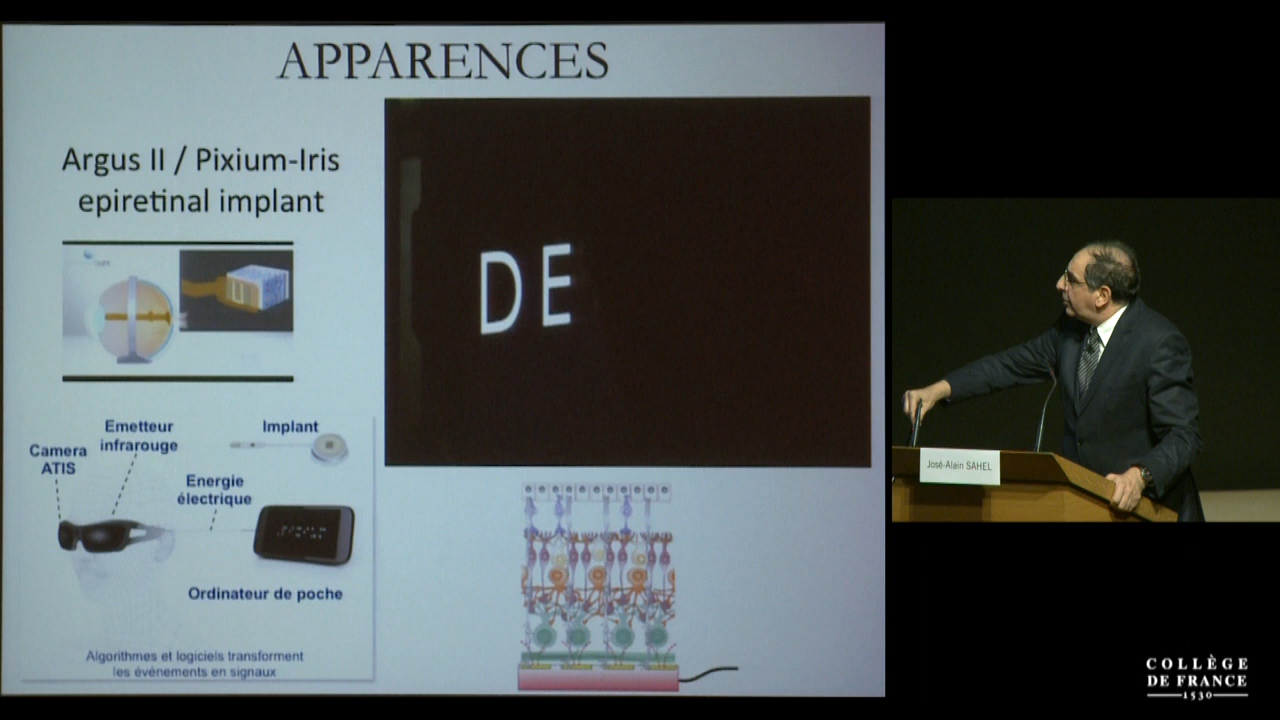 APPARENCES
Argus II / Pixium-Iris
epiretinal implant
DE
Emetteur
infrarouge
Implant
Camera
ATIS
Energie
électrique
Ordinateur de poche
Algorithmes et logiciels transforment
les événements en signaux
José-Alain SAHEL
COLLÈGE
DE FRANCE
1530